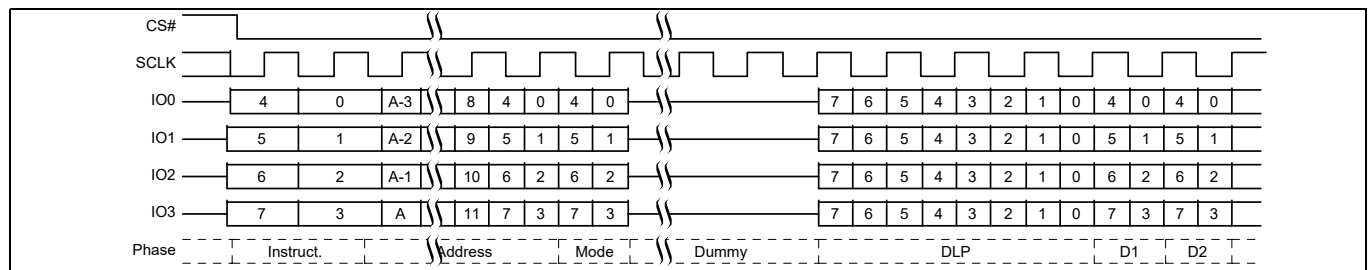 CS#
SCLK
IO0 4 0 A-3 8 4 0 4 0 7 6 5 4 3 2 1 0 4 0 4 0
IO1 5 1 A-2 9 5 1 5 1 7 6 5 4 3 2 1 0 5 1 5 1
IO2 6 2 A-1 10 6 2 6 2 7 6 5 4 3 2 1 0 6 2 6 2
IO3 7 3 A 11 7 3 7 3 7 6 5 4 3 2 1 0 7 3 7 3
Phase Instruct. Address Mode Dummy DLP D1 D2